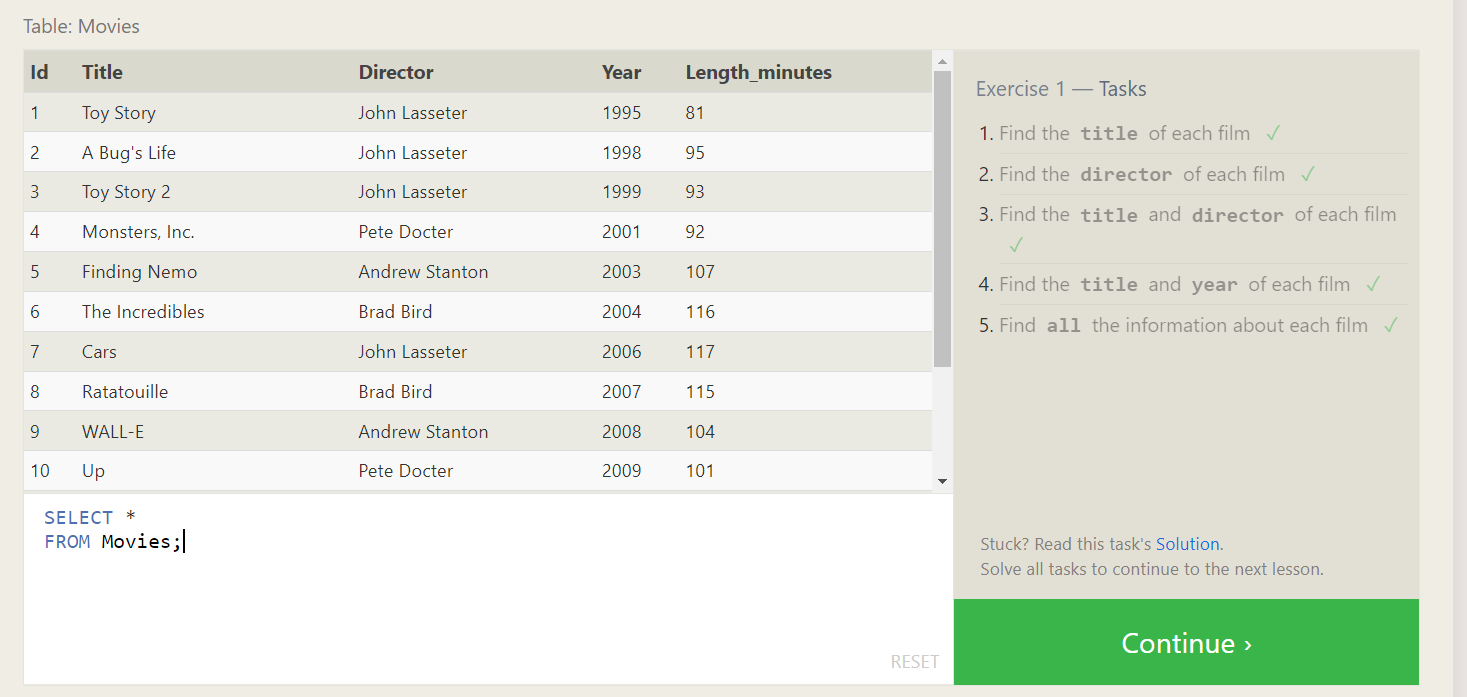 Table: Movies
Id Title Director Year Length_minutes
1 Toy Story John Lasseter 1995 81
2 A Bug's Life John Lasseter 1998 95
3 Toy Story 2 John Lasseter 1999 93
4 Monsters, Inc. Pete Docter 2001 92
5 Finding Nemo Andrew Stanton 2003 107
6 The Incredibles Brad Bird 2004 116
7 Cars John Lasseter 2006 117
8 Ratatouille Brad Bird 2007 115
9 WALL-E Andrew Stanton 2008 104
10 Up Pete Docter 2009 101
SELECT *
FROM Movies;
RESET
Exercise 1 — Tasks
1. Find the title of each film ✓
2. Find the director of each film ✓
3. Find the title and director of each film
✓
4. Find the title and year of each film ✓
5. Find all the information about each film ✓
Stuck? Read this task's Solution.
Solve all tasks to continue to the next lesson.
Continue ›